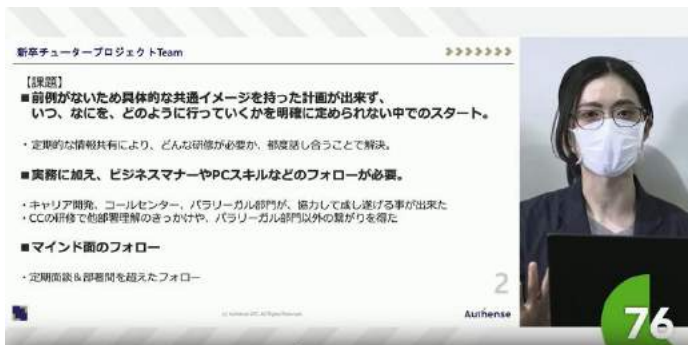 新卒チュータープロジェクトTeam
【課題】
■前例がないため具体的な共通イメージを持った計画が出来ず、
いつ、なにを、どのように行っていくかを明確に定められない中でのスタート。
・定期的な情報共有により、どんな研修が必要か、都度話し合うことで解決。
■実務に加え、ビジネスマナーやPCスキルなどのフォローが必要。
・キャリア開発、コールセンター、パラリーガル部門が、協力して成し遂げる事が出来た
・CCの研修で他部署理解のきっかけや、パラリーガル部門以外の繋がりを得た
■マインド面のフォロー
・定期面談＆部署間を超えたフォロー
2
Authense
76